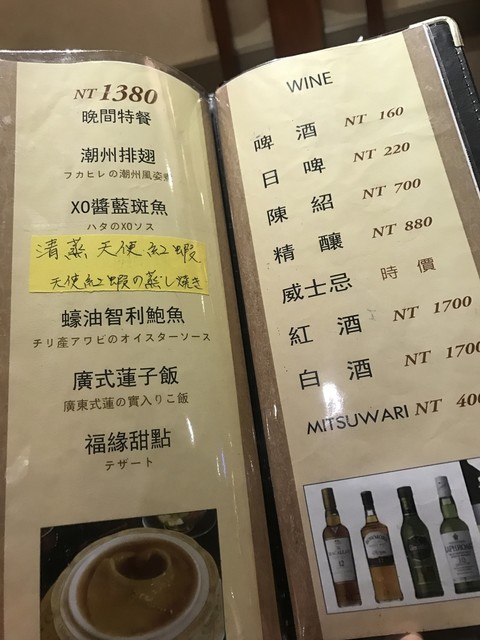 NT 1380
晚間特餐
潮州排翅
フカヒレの潮州風姿煮
XO醬藍斑魚
ハタのXOソス
清蒸天使紅蝦
天使紅蝦の蒸し焼き
蠔油智利鮑魚
チリ産アワビのオイスターソース
廣式蓮子飯
廣東式蓮の實入りこ飯
福緣甜點
テザート
WINE
啤酒 NT 160
日啤 NT 220
陳紹 NT 700
精釀 NT 880
威士忌 時價
紅酒 NT 1700
白酒 NT 1700
MITSUWARI NT 400